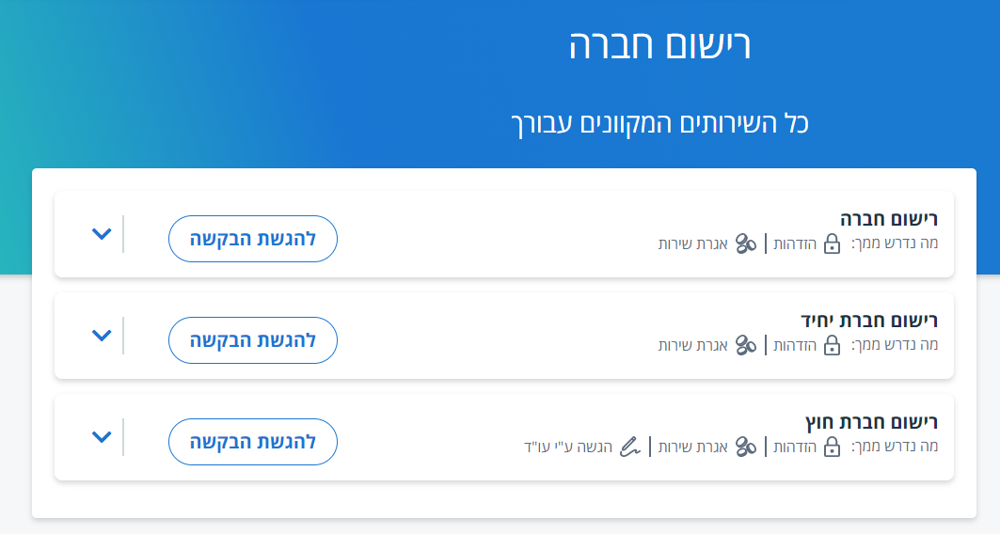 רישום חברה
כל השירותים המקוונים עבורך
רישום חברה
מה נדרש ממך: הזדהות | אגרת שירות
להגשת הבקשה
רישום חברת יחיד
מה נדרש ממך: הזדהות | אגרת שירות
להגשת הבקשה
רישום חברת חוץ
מה נדרש ממך: הזדהות | אגרת שירות | הגשה ע"י עו"ד
להגשת הבקשה